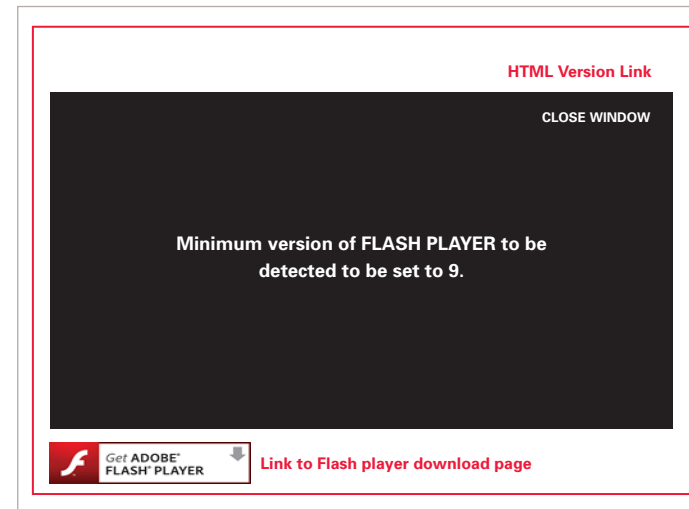 HTML Version Link
CLOSE WINDOW
Minimum version of FLASH PLAYER to be
detected to be set to 9.
Get ADOBE®
FLASH® PLAYER
Link to Flash player download page